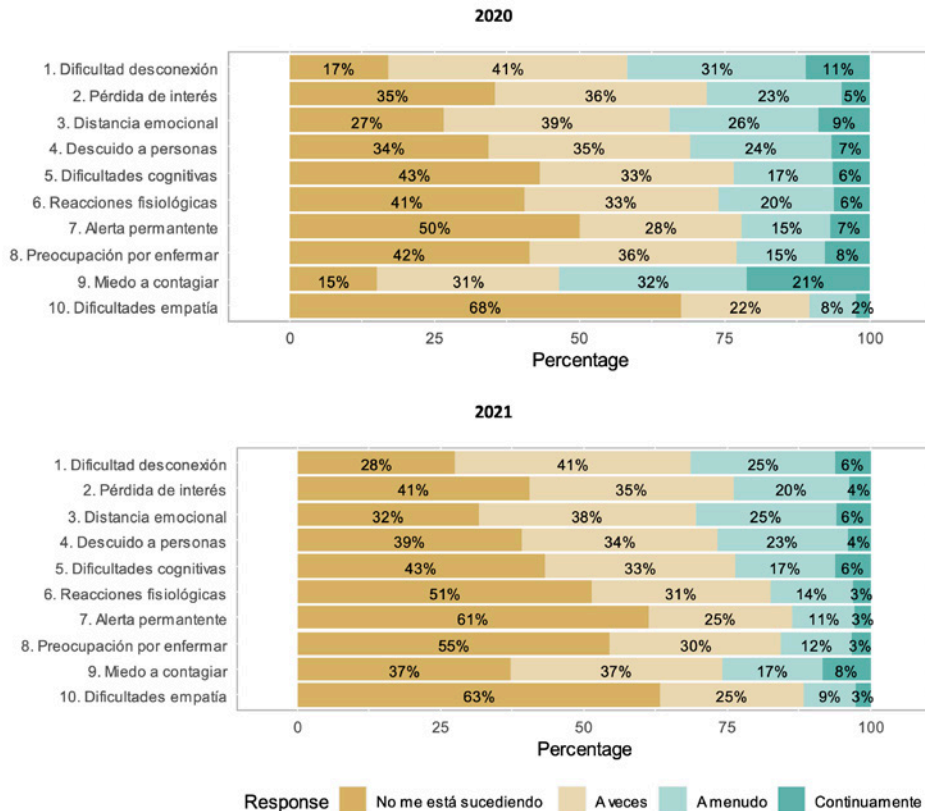 2020
1. Dificultad desconexión 17% 41% 31% 11%
2. Pérdida de interés 35% 36% 23% 5%
3. Distancia emocional 27% 39% 26% 9%
4. Descuido a personas 34% 35% 24% 7%
5. Dificultades cognitivas 43% 33% 17% 6%
6. Reacciones fisiológicas 41% 33% 20% 6%
7. Alerta permantente 50% 28% 15% 7%
8. Preocupación por enfermar 42% 36% 15% 8%
9. Miedo a contagiar 15% 31% 32% 21%
10. Dificultades empatía 68% 22% 8% 2%
0 25 50 75 100
Percentage
2021
1. Dificultad desconexión 28% 41% 25% 6%
2. Pérdida de interés 41% 35% 20% 4%
3. Distancia emocional 32% 38% 25% 6%
4. Descuido a personas 39% 34% 23% 4%
5. Dificultades cognitivas 43% 33% 17% 6%
6. Reacciones fisiológicas 51% 31% 14% 3%
7. Alerta permantente 61% 25% 11% 3%
8. Preocupación por enfermar 55% 30% 12% 3%
9. Miedo a contagiar 37% 37% 17% 8%
10. Dificultades empatía 63% 25% 9% 3%
0 25 50 75 100
Percentage
Response No me está sucediendo A veces A menudo Continuamente